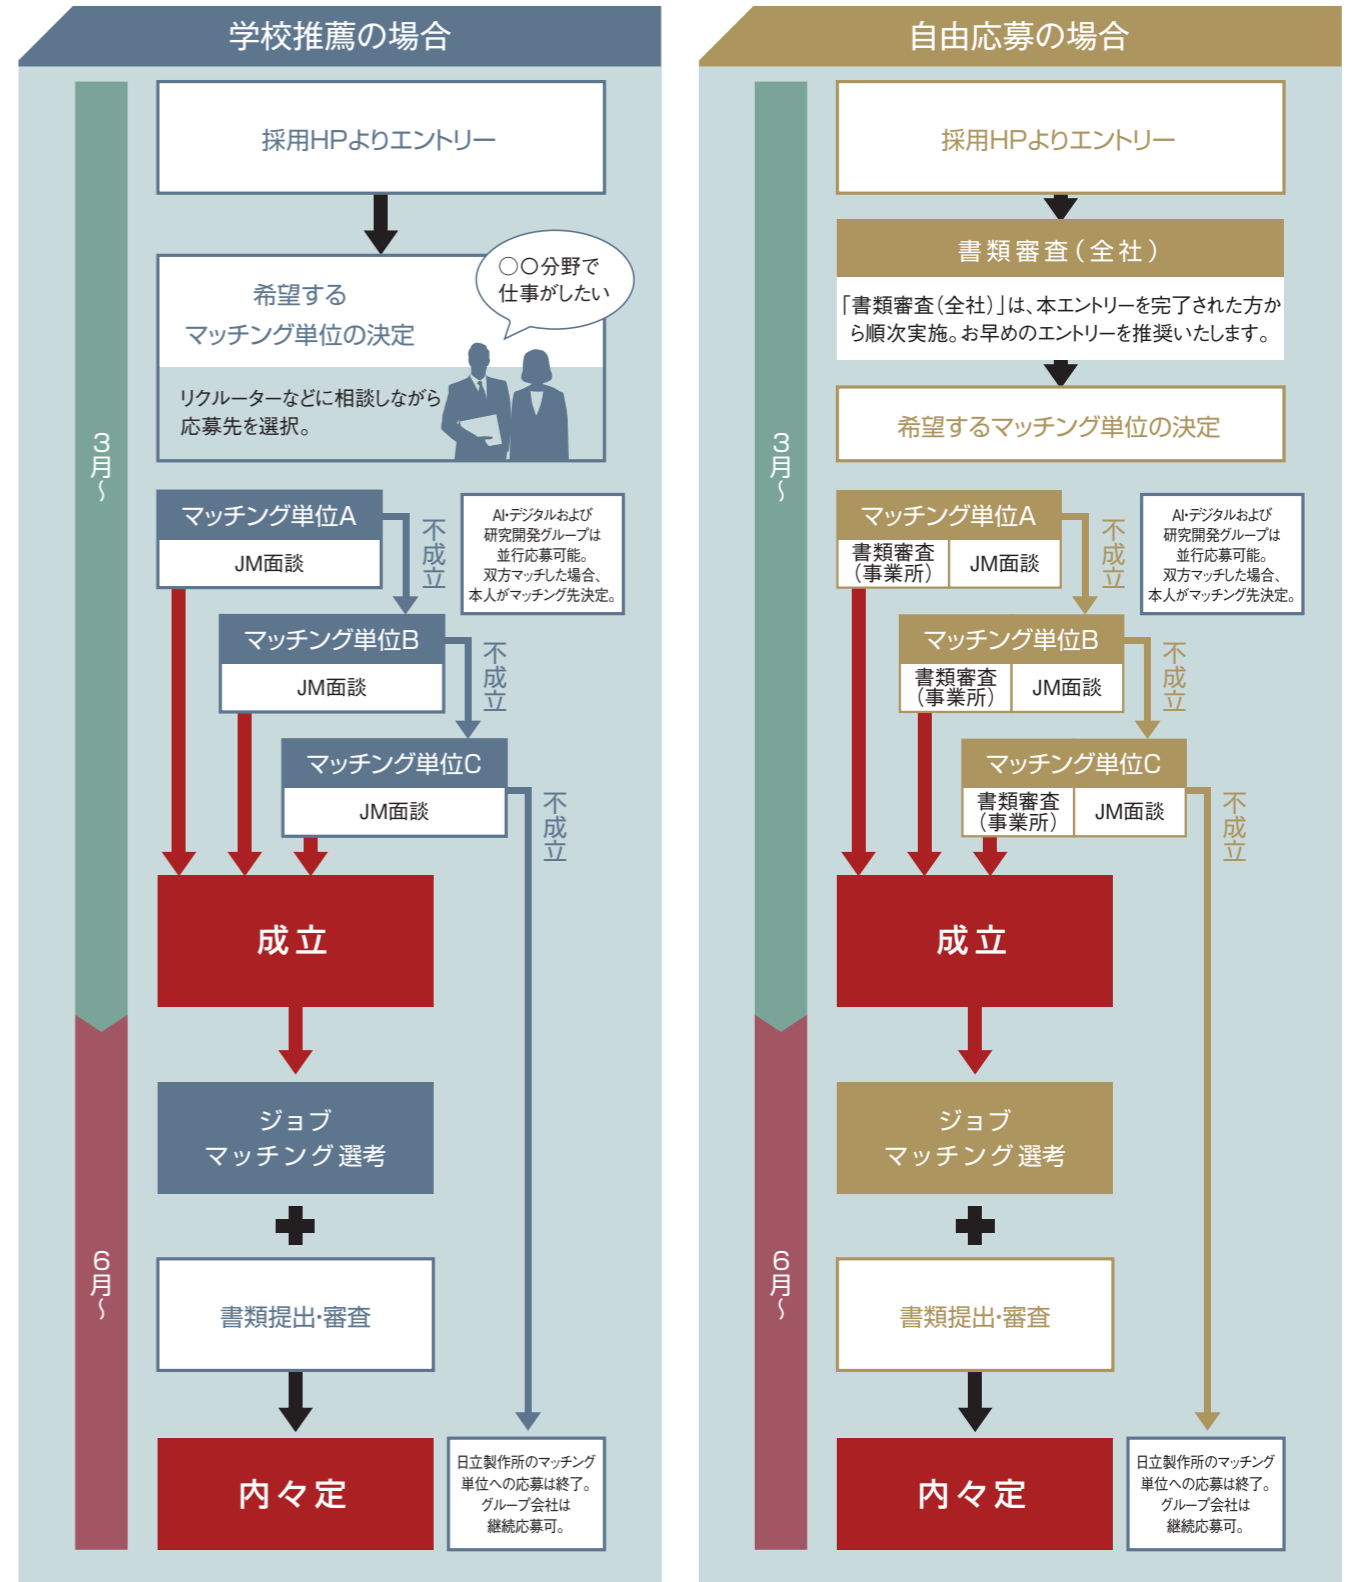 学校推薦の場合
3月～
採用HPよりエントリー
希望する
マッチング単位の決定
○○分野で
仕事がしたい
リクルーターなどに相談しながら
応募先を選択。
マッチング単位A
JM面談
不成立
AI・デジタルおよび
研究開発グループは
並行応募可能。
双方マッチした場合、
本人がマッチング先決定。
マッチング単位B
JM面談
不成立
マッチング単位C
JM面談
不成立
成立
6月～
ジョブ
マッチング選考
書類提出・審査
内々定
日立製作所のマッチング
単位への応募は終了。
グループ会社は
継続応募可。
自由応募の場合
3月～
採用HPよりエントリー
書類審査（全社）
「書類審査（全社）」は、本エントリーを完了された方か
ら順次実施。お早めのエントリーを推奨いたします。
希望するマッチング単位の決定
マッチング単位A
書類審査
（事業所）
JM面談
不成立
AI・デジタルおよび
研究開発グループは
並行応募可能。
双方マッチした場合、
本人がマッチング先決定。
マッチング単位B
書類審査
（事業所）
JM面談
不成立
マッチング単位C
書類審査
（事業所）
JM面談
不成立
成立
6月～
ジョブ
マッチング選考
書類提出・審査
内々定
日立製作所のマッチング
単位への応募は終了。
グループ会社は
継続応募可。